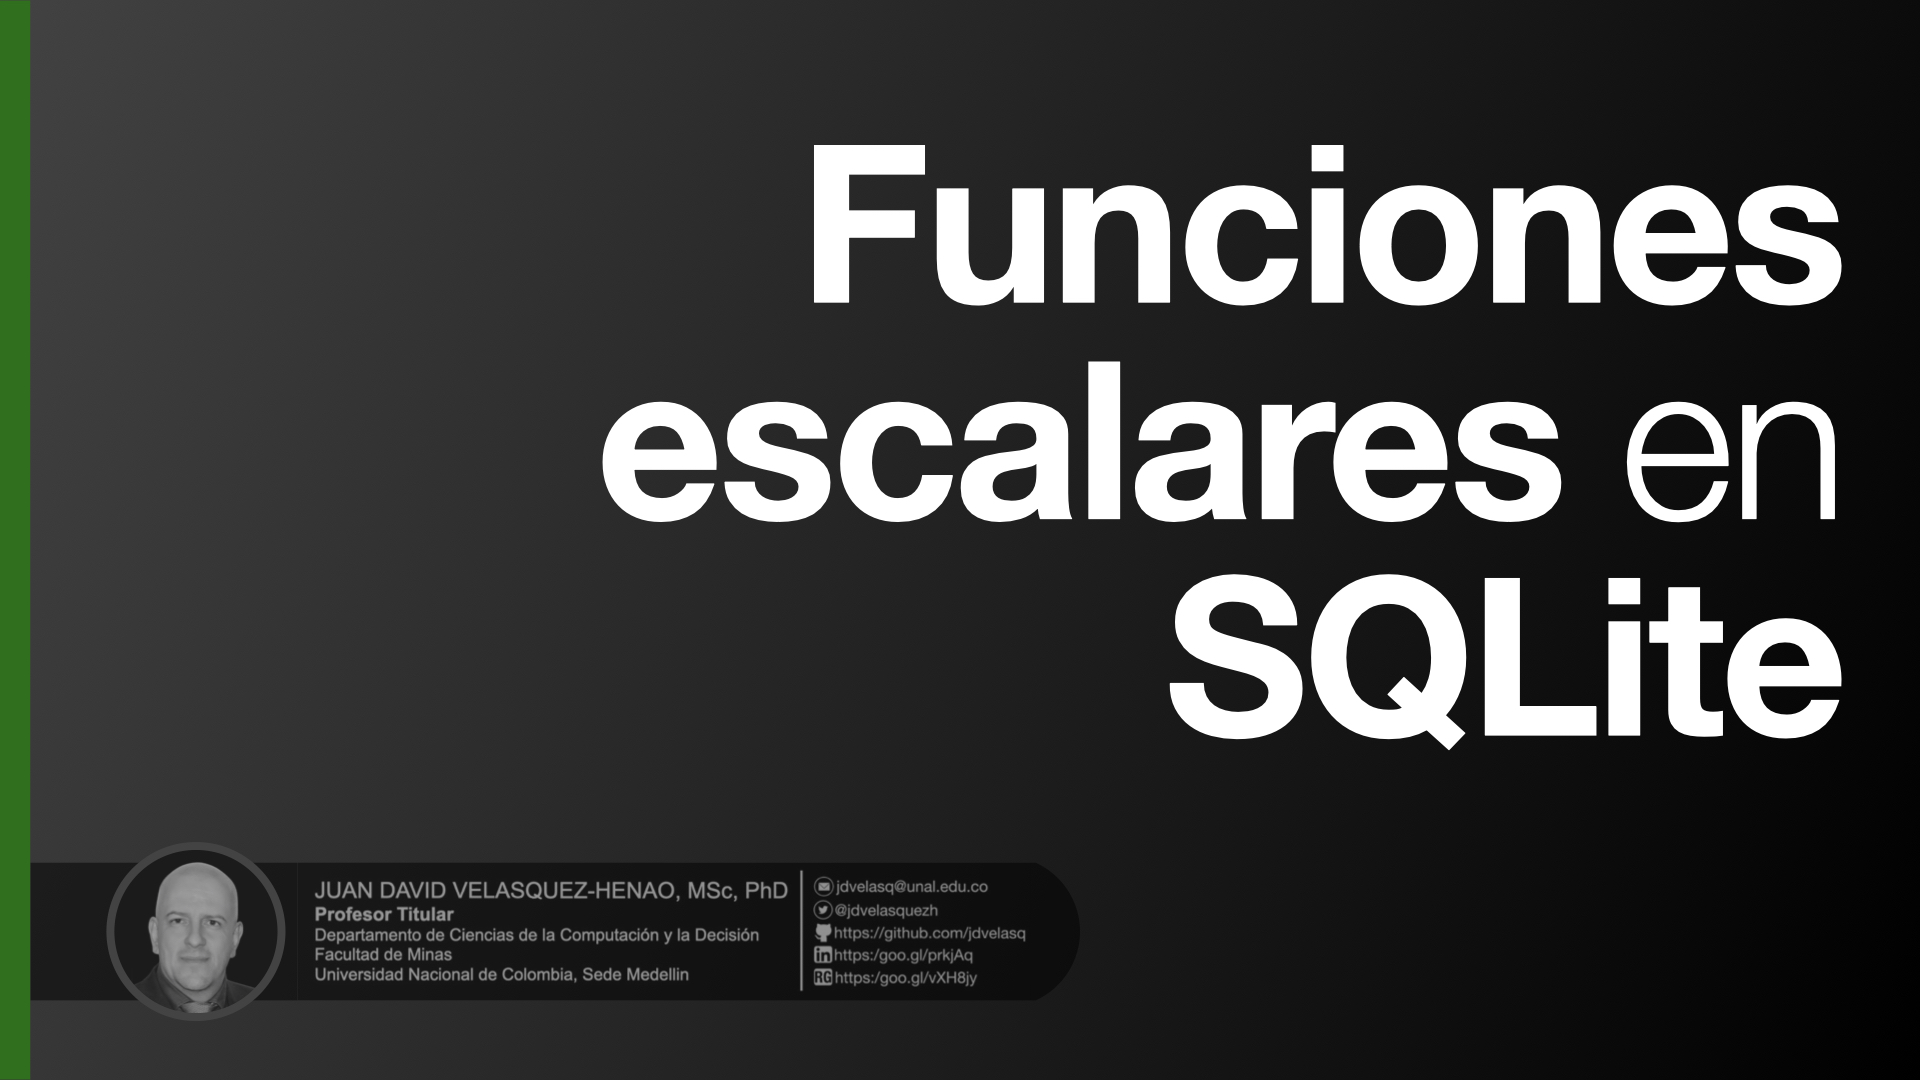 Funciones
escalares en
SQLite
JUAN DAVID VELASQUEZ-HENAO, MSc, PhD
Profesor Titular
Departamento de Ciencias de la Computación y la Decisión
Facultad de Minas
Universidad Nacional de Colombia, Sede Medellin
jdvelasq@unal.edu.co
@jdvelasquezh
https://github.com/jdvelasq
in https:/goo.gl/prkjAq
RG https:/goo.gl/vXH8jy